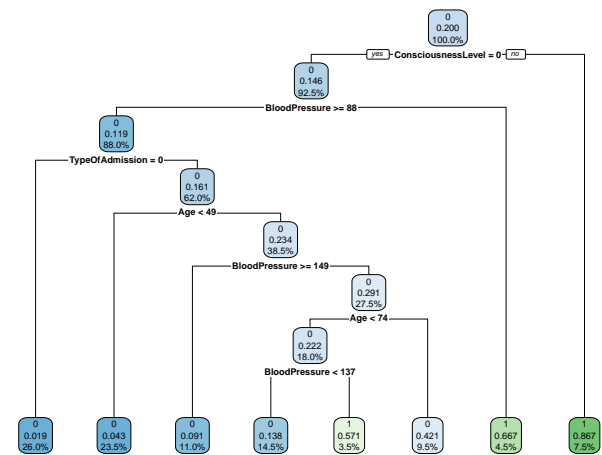 0
0.200
100.0%
yes ConsciousnessLevel = 0 no
0
0.146
92.5%
BloodPressure >= 88
0
0.119
88.0%
TypeOfAdmission = 0
0
0.161
62.0%
Age < 49
0
0.234
38.5%
BloodPressure >= 149
0
0.291
27.5%
Age < 74
0
0.222
18.0%
BloodPressure < 137
0 0 0 0 1 0 1 1
0.019 0.043 0.091 0.138 0.571 0.421 0.667 0.867
26.0% 23.5% 11.0% 14.5% 3.5% 9.5% 4.5% 7.5%